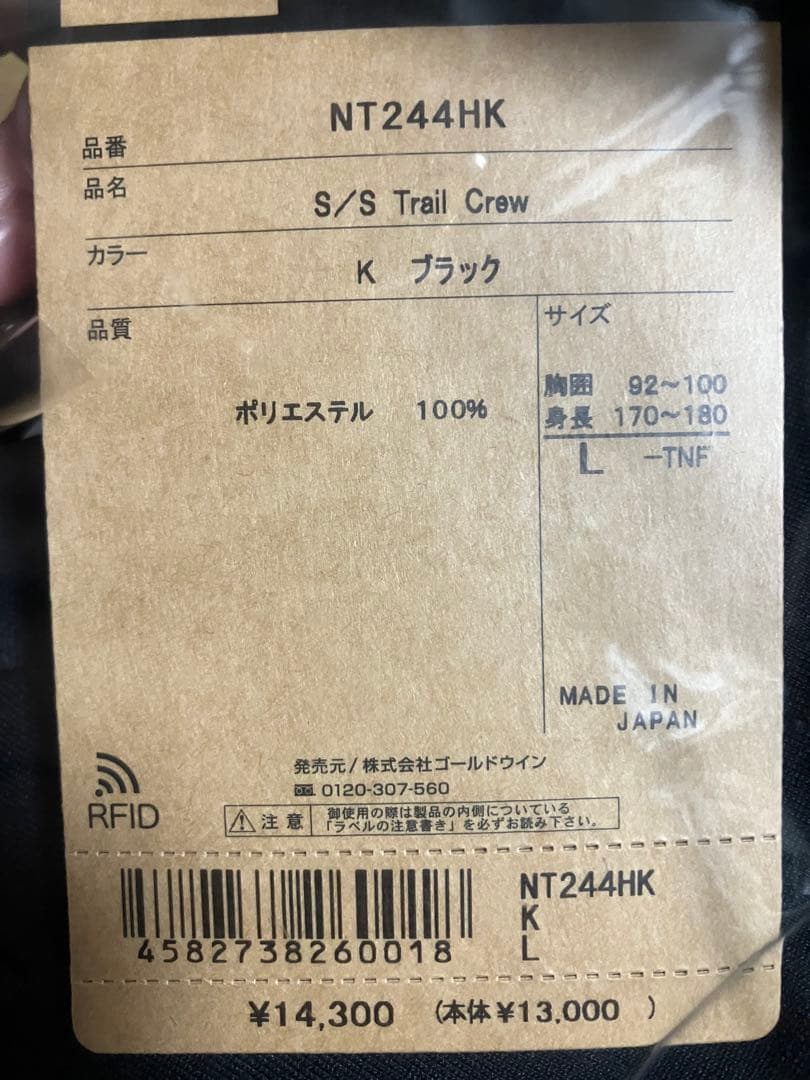 品番 NT244HK
品名 S/S Trail Crew
カラー K ブラック
品質
ポリエステル 100%
サイズ
胸囲 92~100
身長 170~180
L -TNF
MADE IN
JAPAN
RFID
発売元/株式会社ゴールドウイン
0120-307-560
注意
御使用の際は製品の内側についている
「ラベルの注意書き」を必ずお読み下さい。
4582738260018
NT244HK
K
L
¥14,300 (本体¥13,000 )